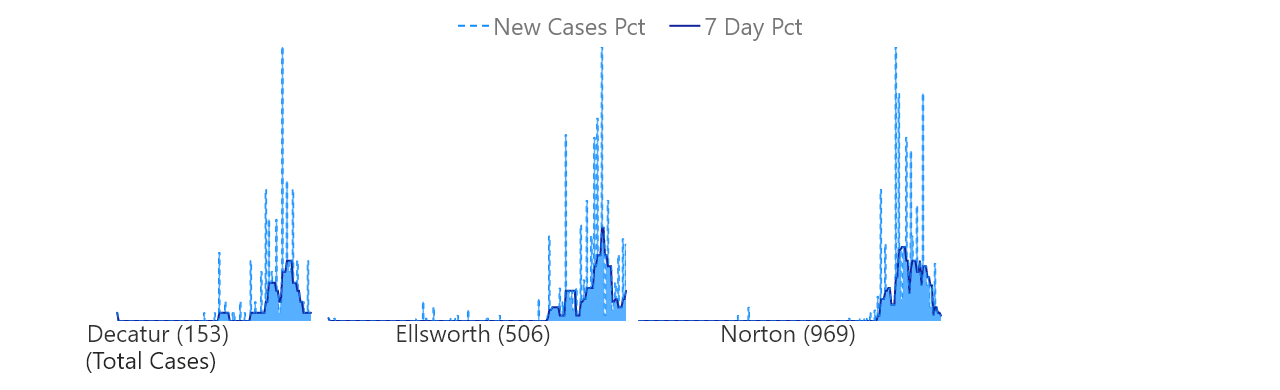 New Cases Pct 7 Day Pct
Decatur (153) Ellsworth (506) Norton (969)
(Total Cases)